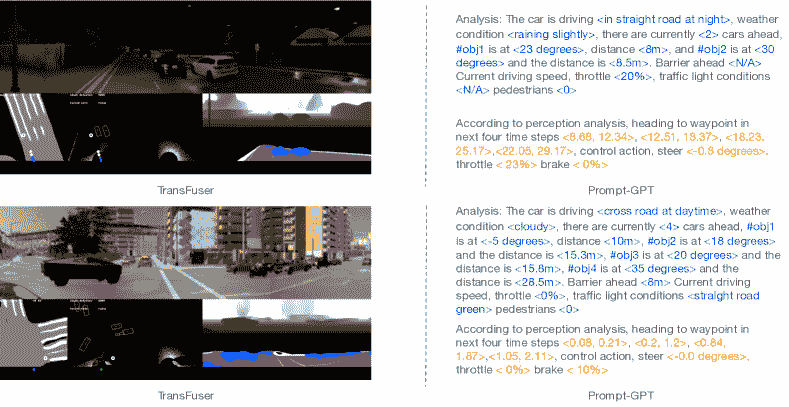 Analysis: The car is driving <in straight road at night>, weather
condition <raining slightly>, there are currently <2> cars ahead,
#obj1 is at <23 degrees>, distance <8m>, and #obj2 is at <30
degrees> and the distance is <8.5m>. Barrier ahead <N/A>
Current driving speed, throttle <20%>, traffic light conditions
<N/A> pedestrians <0>
According to perception analysis, heading to waypoint in
next four time steps <8.68, 12.34>, <12.51, 18.37>, <18.23,
25.17>,<22.05, 29.17>, control action, steer <-0.8 degrees>,
throttle < 23%> brake < 0%>
TransFuser
Prompt-GPT
Analysis: The car is driving <cross road at daytime>, weather
condition <cloudy>, there are currently <4> cars ahead, #obj1
is at <-5 degrees>, distance <10m>, #obj2 is at <18 degrees>
and the distance is <15.3m>, #obj3 is at <20 degrees> and the
distance is <15.8m>, #obj4 is at <35 degrees> and the
distance is <28.5m>. Barrier ahead <8m> Current driving
speed, throttle <0%>, traffic light conditions <straight road
green> pedestrians <0>
According to perception analysis, heading to waypoint in
next four time steps <0.08, 0.21>, <0.2, 1.2>, <0.84,
1.87>,<1.05, 2.11>, control action, steer <-0.0 degrees>,
throttle < 0%> brake < 10%>
TransFuser
Prompt-GPT